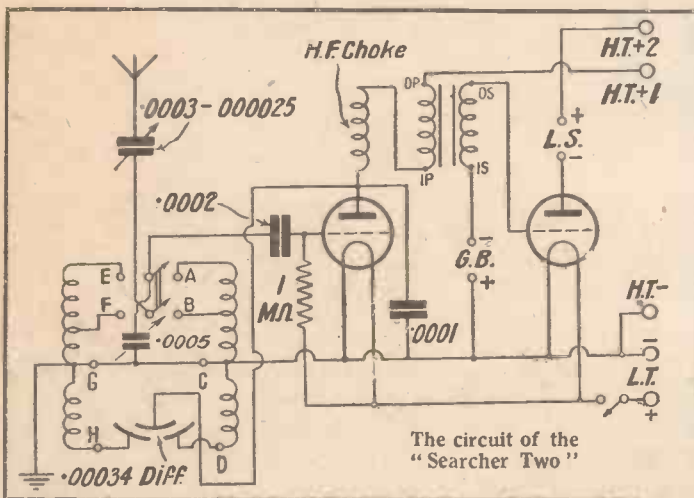 H.F. Choke
H.T.+2
H.T.+1
·0003-·000025
OP
OS
L.S.
+
-
IP
IS
·0002
E
A
F
B
1
MΩ
G.B.
-
+
·0001
·0005
G
C
H.T.-
-
L.T.
+
H
D
·00034 Diff.
The circuit of the
"Searcher Two"